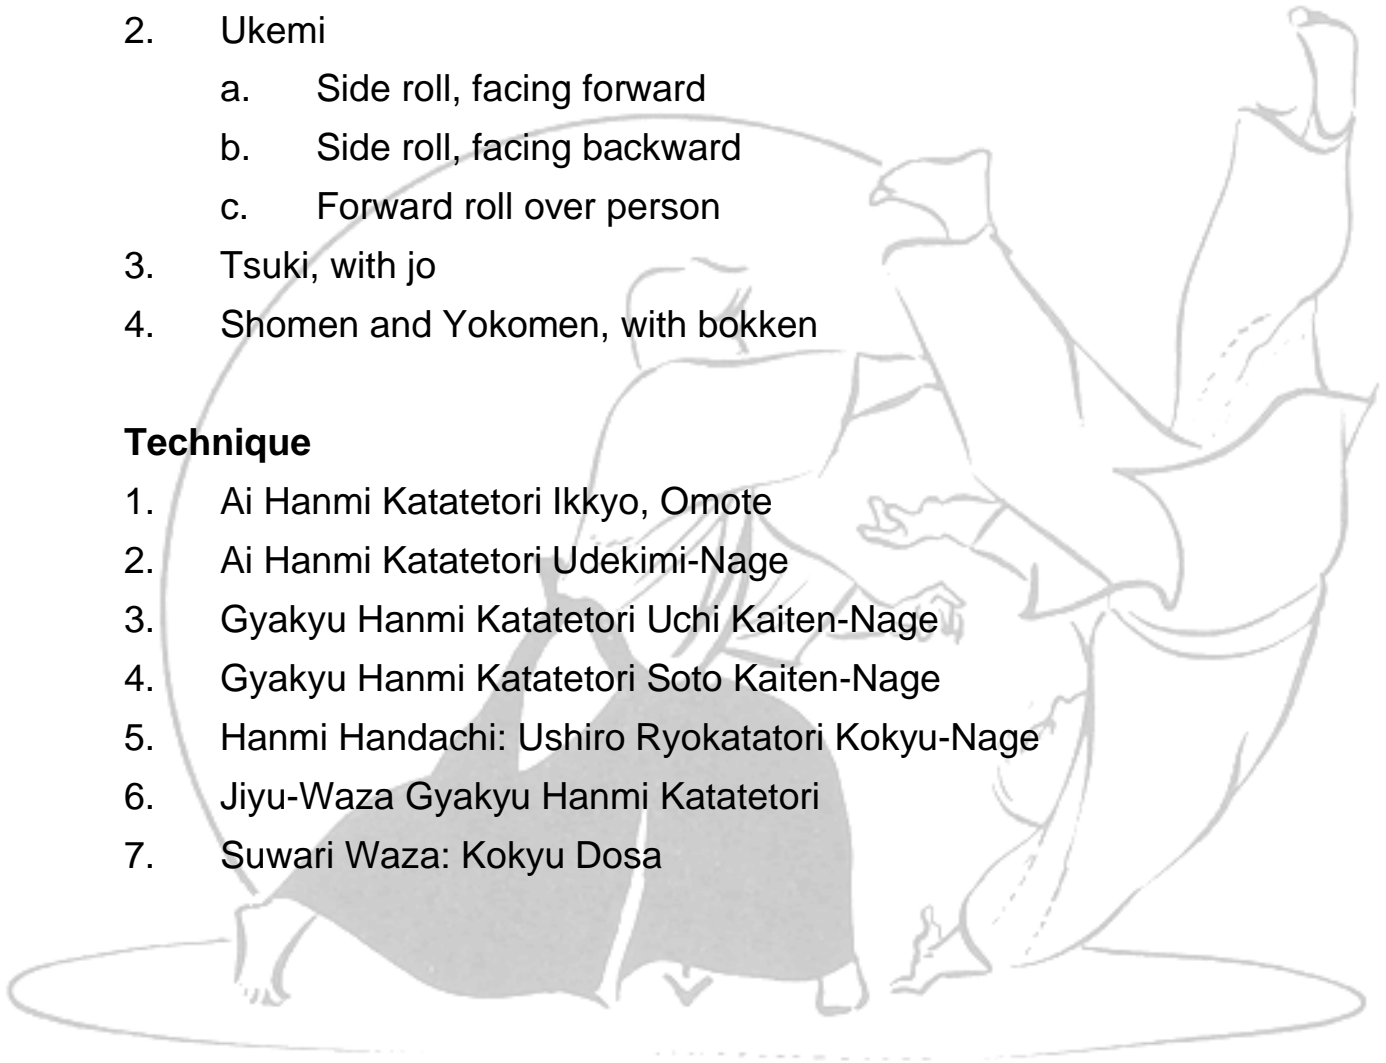 2. Ukemi
a. Side roll, facing forward
b. Side roll, facing backward
c. Forward roll over person
3. Tsuki, with jo
4. Shomen and Yokomen, with bokken
Technique
1. Ai Hanmi Katatetori Ikkyo, Omote
2. Ai Hanmi Katatetori Udekimi-Nage
3. Gyakyu Hanmi Katatetori Uchi Kaiten-Nage
4. Gyakyu Hanmi Katatetori Soto Kaiten-Nage
5. Hanmi Handachi: Ushiro Ryokatatori Kokyu-Nage
6. Jiyu-Waza Gyakyu Hanmi Katatetori
7. Suwari Waza: Kokyu Dosa